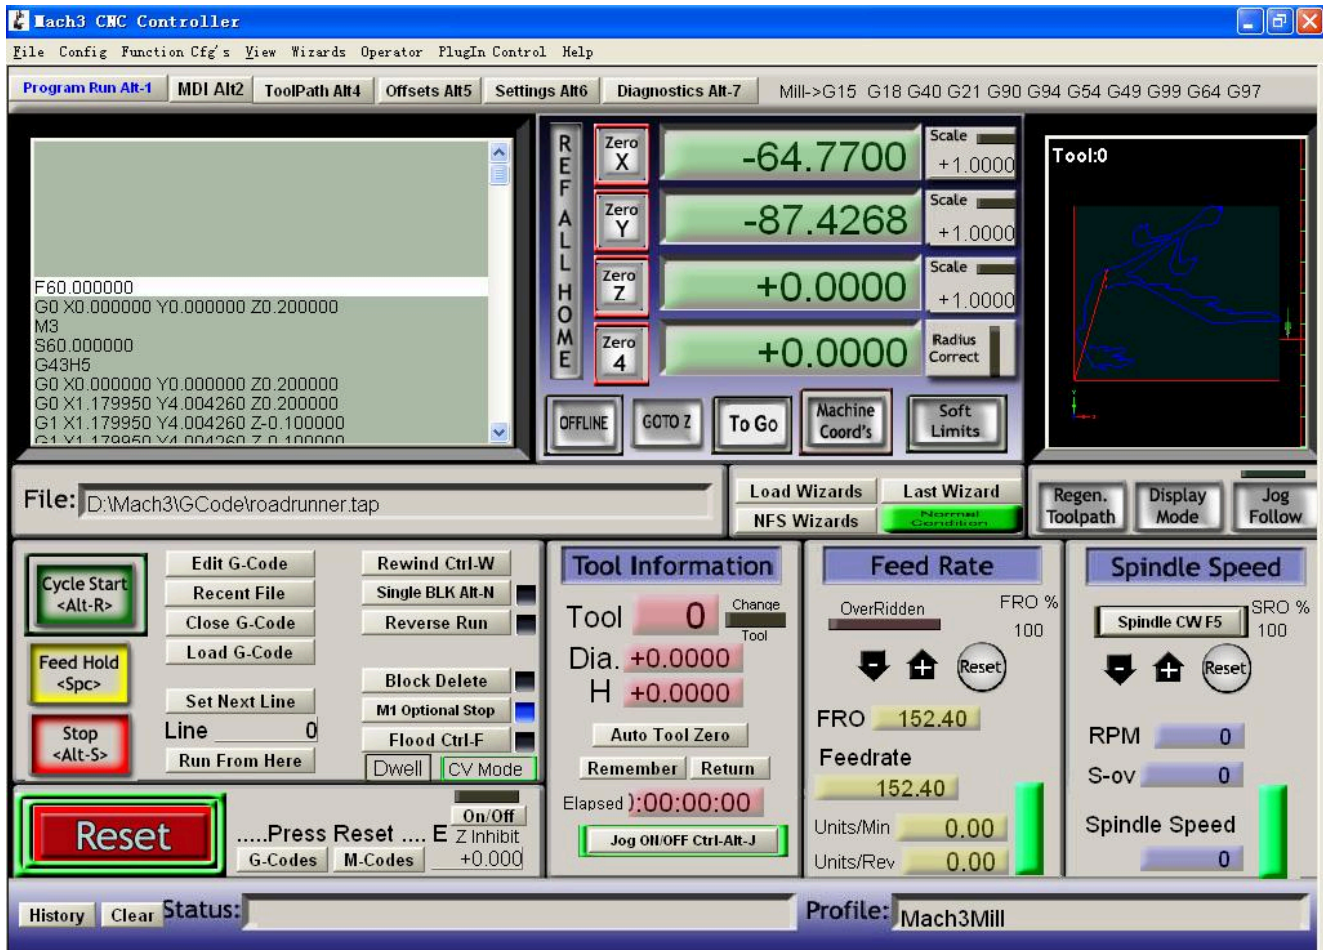 Mach3 CNC Controller
File Config Function Cfg's View Wizards Operator PlugIn Control Help
Program Run Alt-1 MDI Alt2 ToolPath Alt4 Offsets Alt5 Settings Alt6 Diagnostics Alt-7 Mill->G15 G18 G40 G21 G90 G94 G54 G49 G99 G64 G97
F60.000000
G0 X0.000000 Y0.000000 Z0.200000
M3
S60.000000
G43H5
G0 X0.000000 Y0.000000 Z0.200000
G0 X1.179950 Y4.004260 Z0.200000
G1 X1.179950 Y4.004260 Z-0.100000
G1 X1.179950 Y4.004260 Z-0.100000
REF ALL HOME
Zero X -64.7700 Scale +1.0000
Zero Y -87.4268 Scale +1.0000
Zero Z +0.0000 Scale +1.0000
Zero 4 +0.0000 Radius Correct
OFFLINE GOTO Z To Go Machine Coord's Soft Limits
Tool:0
File: D:\Mach3\GCode\roadrunner.tap
Load Wizards Last Wizard
NFS Wizards Normal Condition
Regen. Toolpath Display Mode Jog Follow
Cycle Start <Alt-R>
Feed Hold <Spc>
Stop <Alt-S>
Edit G-Code
Recent File
Close G-Code
Load G-Code
Set Next Line
Line 0
Run From Here
Rewind Ctrl-W
Single BLK Alt-N
Reverse Run
Block Delete
M1 Optional Stop
Flood Ctrl-F
Dwell CV Mode
Reset
.....Press Reset .... E
G-Codes M-Codes
On/Off
Z Inhibit
+0.000
Tool Information
Tool 0 Change Tool
Dia. +0.0000
H +0.0000
Auto Tool Zero
Remember Return
Elapsed ):00:00:00
Jog ON/OFF Ctrl-Alt-J
Feed Rate
OverRidden FRO % 100
Reset
FRO 152.40
Feedrate
152.40
Units/Min 0.00
Units/Rev 0.00
Spindle Speed
Spindle CW F5 SRO % 100
Reset
RPM 0
S-ov 0
Spindle Speed
0
History Clear Status: Profile: Mach3Mill